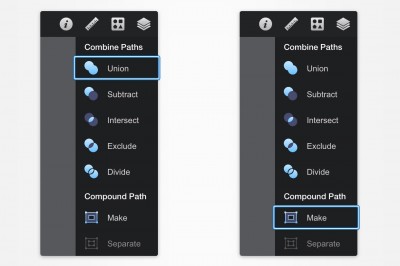 Combine Paths
Union
Subtract
Intersect
Exclude
Divide
Compound Path
Make
Separate
Combine Paths
Union
Subtract
Intersect
Exclude
Divide
Compound Path
Make
Separate